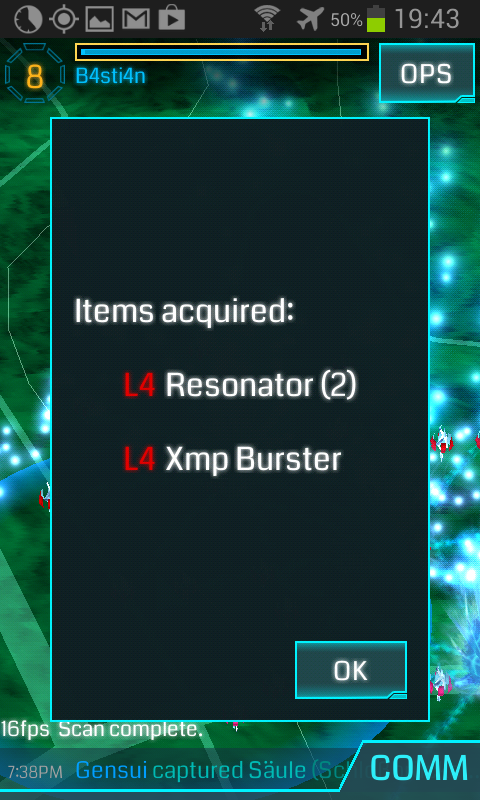 50% 19:43
8 B4sti4n OPS
Items acquired:
L4 Resonator (2)
L4 Xmp Burster
OK
16fps Scan complete.
7:38PM Gensui captured Säule (Sch
COMM